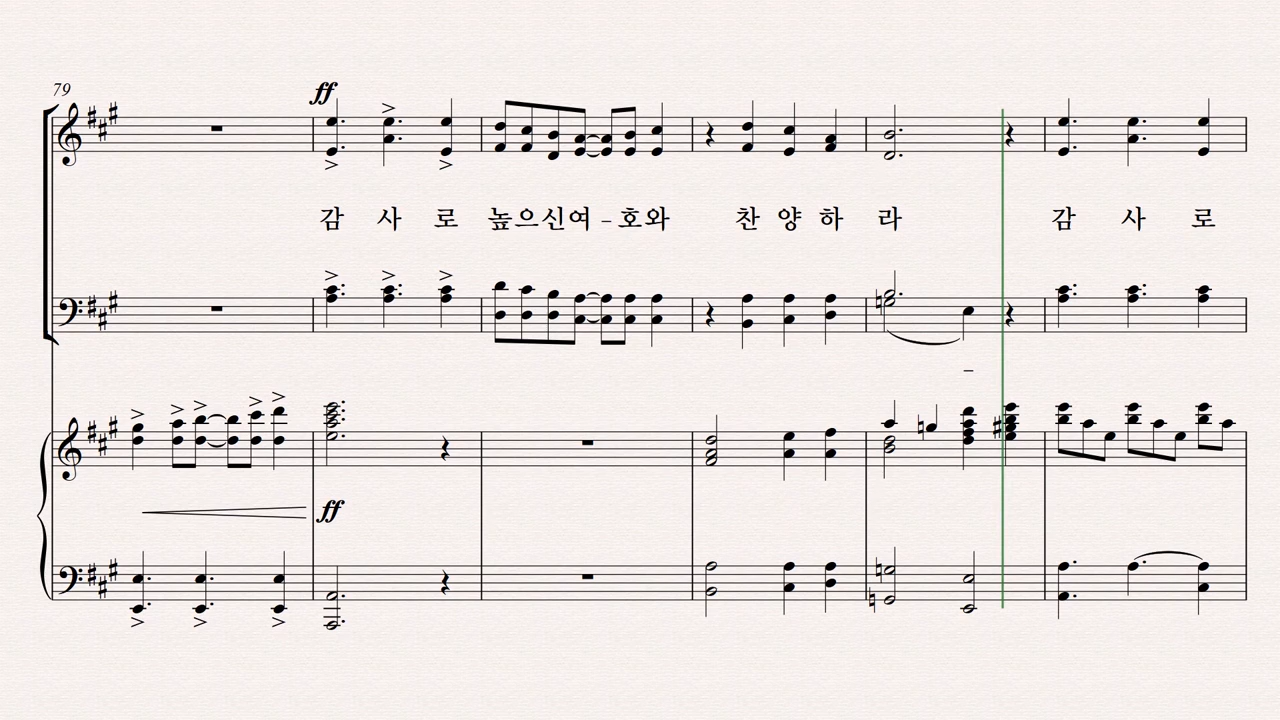 79
ff
감 사 로 높으신여 - 호와 찬 양 하 라 감 사 로
-
ff